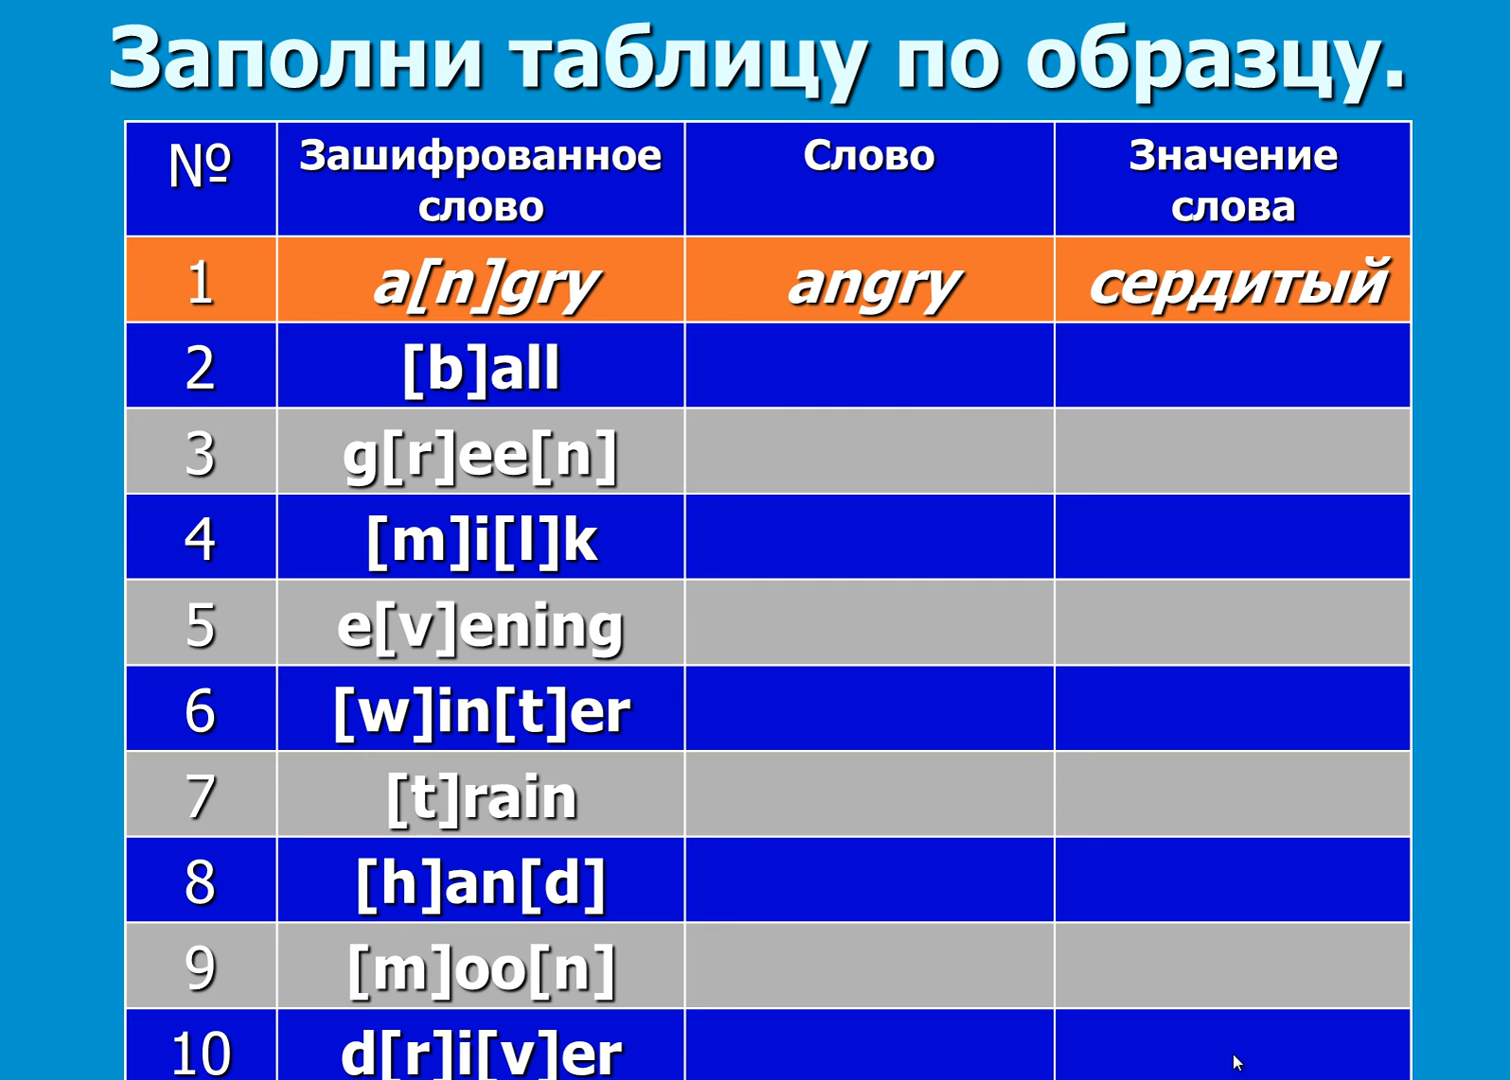 Заполни таблицу по образцу.
№ Зашифрованное слово Слово Значение слова
1 a[n]gry angry сердитый
2 [b]all
3 g[r]ee[n]
4 [m]i[l]k
5 e[v]ening
6 [w]in[t]er
7 [t]rain
8 [h]an[d]
9 [m]oo[n]
10 d[r]i[v]er